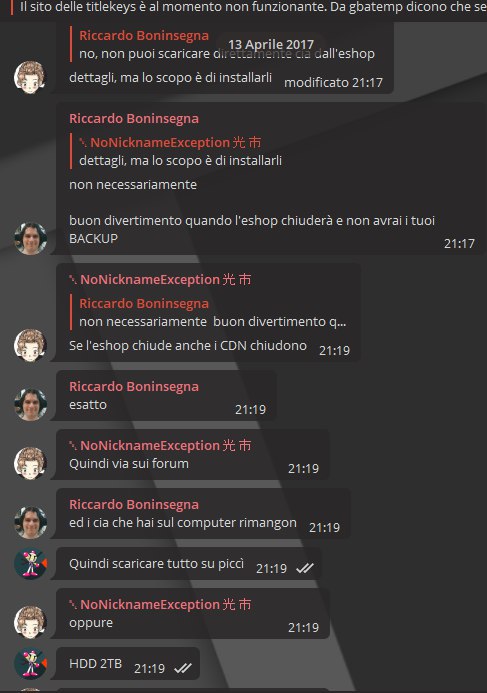 Il sito delle titlekeys è al momento non funzionante. Da gbatemp dicono che se
Riccardo Boninsegna
13 Aprile 2017
no, non puoi scaricare direttamente cia dall'eshop
dettagli, ma lo scopo è di installarli
modificato 21:17
Riccardo Boninsegna
NoNicknameException 光 市
dettagli, ma lo scopo è di installarli
non necessariamente
buon divertimento quando l'eshop chiuderà e non avrai i tuoi
BACKUP
21:17
NoNicknameException 光 市
Riccardo Boninsegna
non necessariamente buon divertimento q...
Se l'eshop chiude anche i CDN chiudono
21:19
Riccardo Boninsegna
esatto
21:19
NoNicknameException 光 市
Quindi via sui forum
21:19
Riccardo Boninsegna
ed i cia che hai sul computer rimangon
21:19
Quindi scaricare tutto su piccì
21:19
NoNicknameException 光 市
oppure
21:19
HDD 2TB
21:19